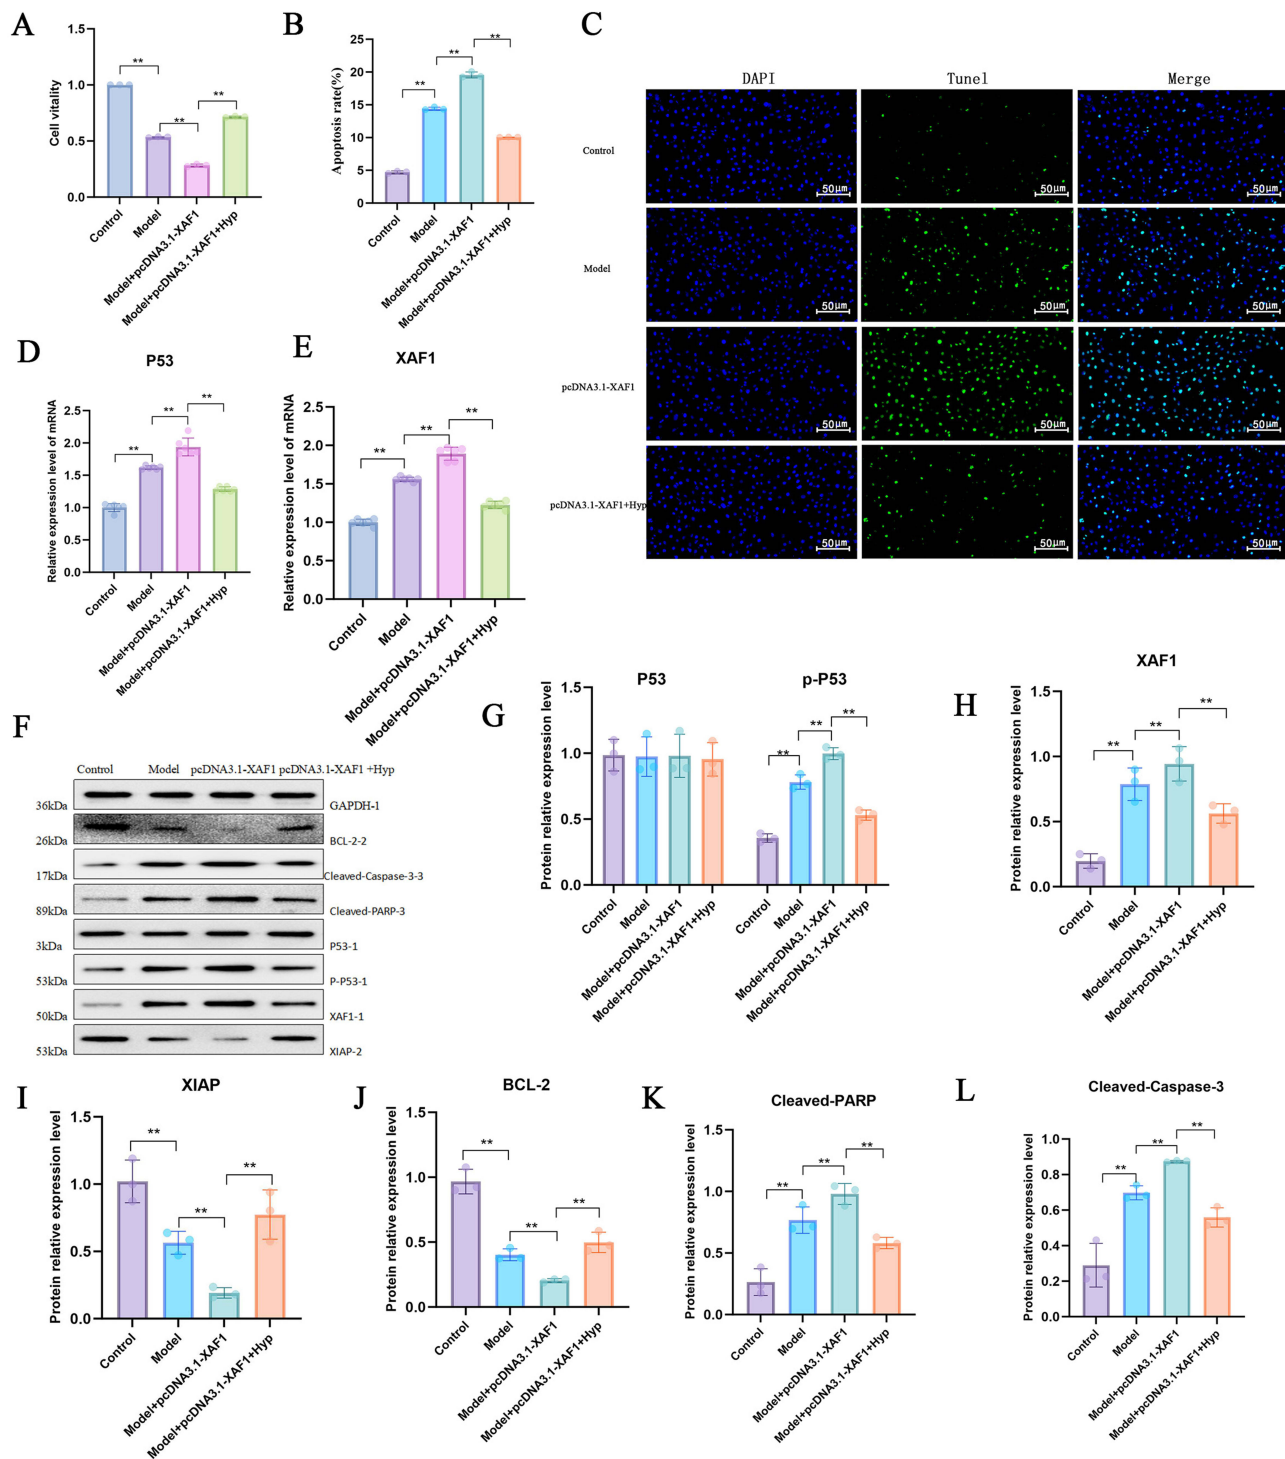 A
Cell vitality
1.5
1.0
0.5
0.0
**
**
**
Control
Model
Model+pcDNA3.1-XAF1
Model+pcDNA3.1-XAF1+Hyp
B
Apoptosis rate(%)
25
20
15
10
5
0
**
**
**
Control
Model
Model+pcDNA3.1-XAF1
Model+pcDNA3.1-XAF1+Hyp
C
DAPI Tunel Merge
Control
50μm 50μm 50μm
Model
50μm 50μm 50μm
pcDNA3.1-XAF1
50μm 50μm 50μm
pcDNA3.1-XAF1+Hyp
50μm 50μm 50μm
D
P53
Relative expression level of mRNA
2.5
2.0
1.5
1.0
0.5
0.0
**
**
**
Control
Model
Model+pcDNA3.1-XAF1
Model+pcDNA3.1-XAF1+Hyp
E
XAF1
Relative expression level of mRNA
2.5
2.0
1.5
1.0
0.5
0.0
**
**
**
Control
Model
Model+pcDNA3.1-XAF1
Model+pcDNA3.1-XAF1+Hyp
F
Control Model pcDNA3.1-XAF1 pcDNA3.1-XAF1 +Hyp
36kDa GAPDH-1
26kDa BCL-2-2
17kDa Cleaved-Caspase-3-3
89kDa Cleaved-PARP-3
3kDa P53-1
53kDa P-P53-1
50kDa XAF1-1
53kDa XIAP-2
G
P53 p-P53
Protein relative expression level
1.5
1.0
0.5
0.0
**
**
**
Control
Model
Model+pcDNA3.1-XAF1
Model+pcDNA3.1-XAF1+Hyp
Control
Model
Model+pcDNA3.1-XAF1
Model+pcDNA3.1-XAF1+Hyp
H
XAF1
Protein relative expression level
1.5
1.0
0.5
0.0
**
**
**
Control
Model
Model+pcDNA3.1-XAF1
Model+pcDNA3.1-XAF1+Hyp
I
XIAP
Protein relative expression level
1.5
1.0
0.5
0.0
**
**
**
Control
Model
Model+pcDNA3.1-XAF1
Model+pcDNA3.1-XAF1+Hyp
J
BCL-2
Protein relative expression level
1.5
1.0
0.5
0.0
**
**
**
Control
Model
Model+pcDNA3.1-XAF1
Model+pcDNA3.1-XAF1+Hyp
K
Cleaved-PARP
Protein relative expression level
1.5
1.0
0.5
0.0
**
**
**
Control
Model
Model+pcDNA3.1-XAF1
Model+pcDNA3.1-XAF1+Hyp
L
Cleaved-Caspase-3
Protein relative expression level
1.0
0.8
0.6
0.4
0.2
0.0
**
**
**
Control
Model
Model+pcDNA3.1-XAF1
Model+pcDNA3.1-XAF1+Hyp